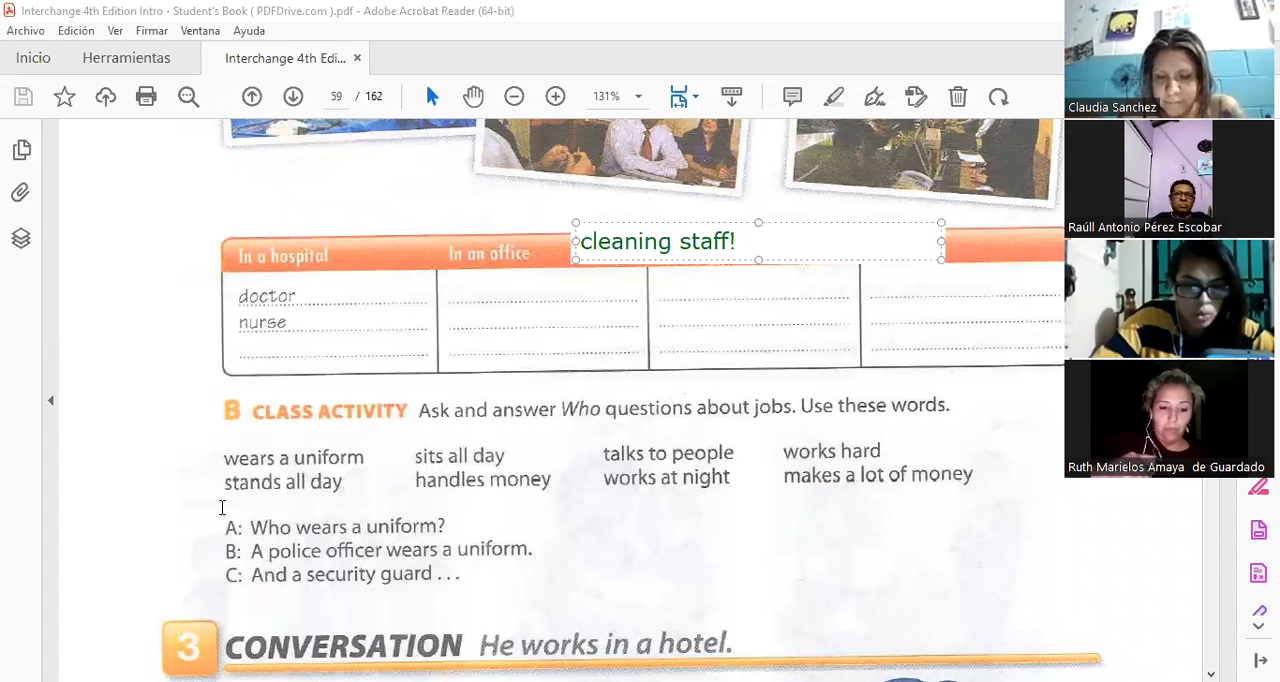 Interchange 4th Edition Intro - Student's Book ( PDFDrive.com ).pdf - Adobe Acrobat Reader (64-bit)
Archivo Edición Ver Firmar Ventana Ayuda
Inicio Herramientas Interchange 4th Edi... ×
59 / 162 131%
Claudia Sanchez
Raúll Antonio Pérez Escobar
Ruth Marielos Amaya de Guardado
cleaning staff!
In a hospital In an office
doctor
nurse
B CLASS ACTIVITY Ask and answer Who questions about jobs. Use these words.
wears a uniform sits all day talks to people works hard
stands all day handles money works at night makes a lot of money
A: Who wears a uniform?
B: A police officer wears a uniform.
C: And a security guard . . .
3 CONVERSATION He works in a hotel.